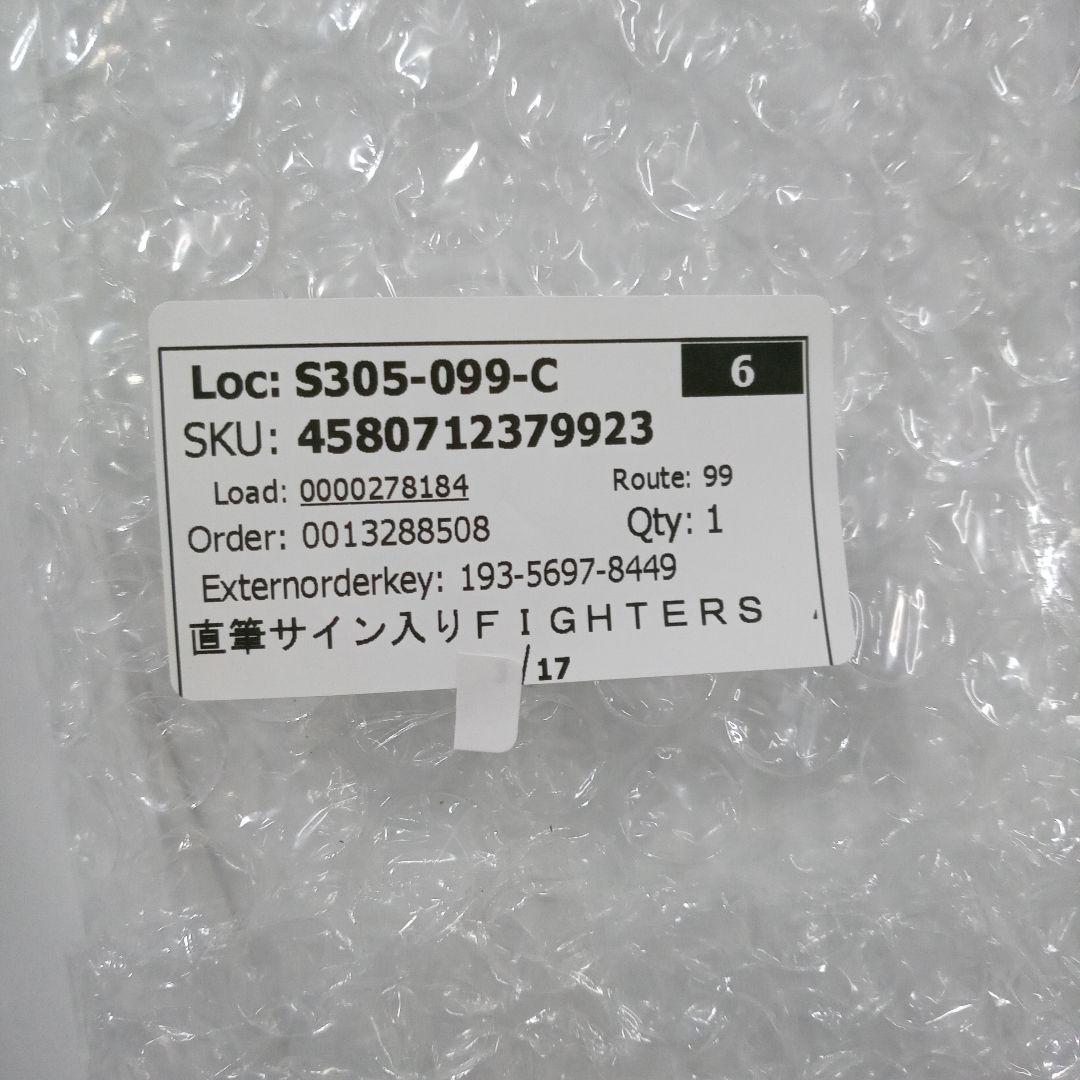 Loc: S305-099-C
6
SKU: 4580712379923
Load: 0000278184
Route: 99
Order: 0013288508
Qty: 1
Externorderkey: 193-5697-8449
直筆サイン入りＦＩＧＨＴＥＲＳ
/17